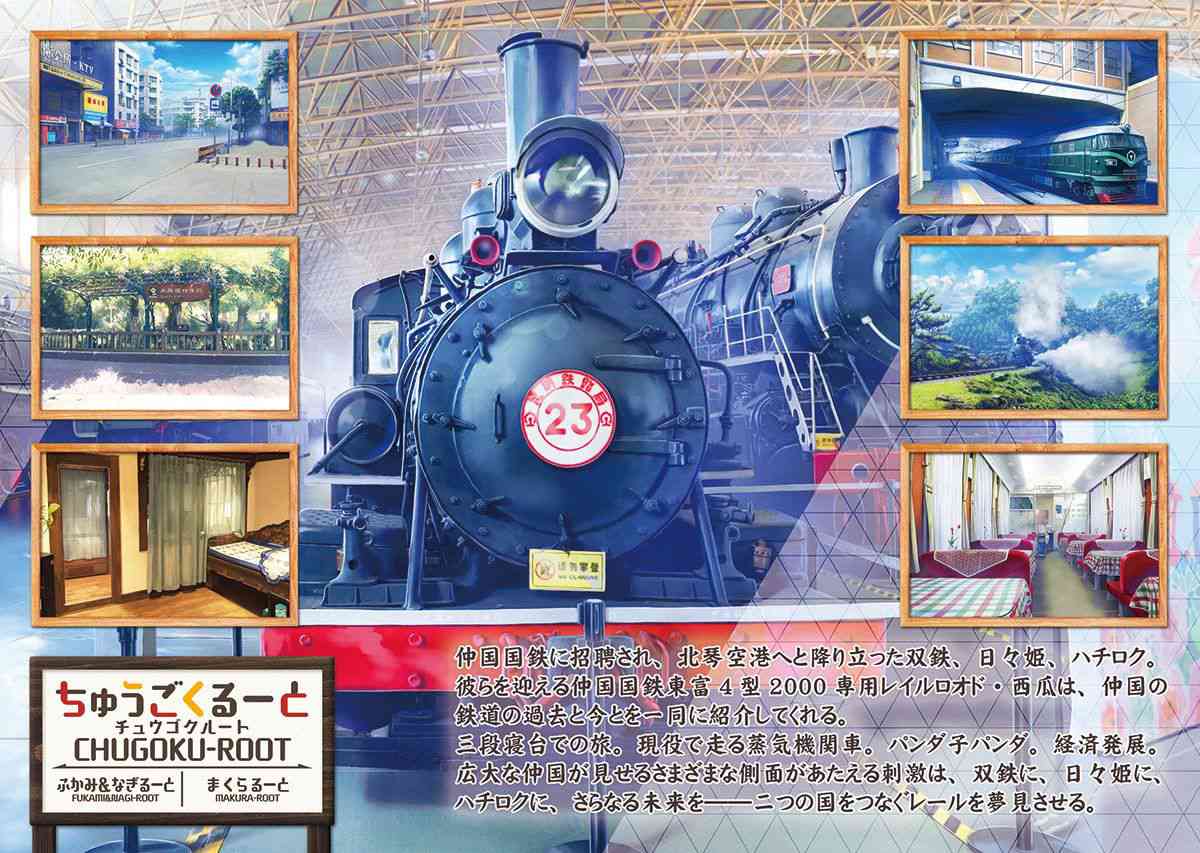 KTV
23
ちゅうごくるーと
チュウゴクルート
CHUGOKU-ROOT
ふかみ&なぎるーと
FUKAMI&NAGI-ROOT
まくらるーと
MAKURA-ROOT
仲国国鉄に招聘され、北琴空港へと降り立った双鉄、日々姫、ハチロク。
彼らを迎える仲国国鉄東富4型2000専用レイルロオド・西瓜は、仲国の
鉄道の過去と今とを一同に紹介してくれる。
三段寝台での旅。現役で走る蒸気機関車。パンダ子パンダ。経済発展。
広大な仲国が見せるさまざまな側面があたえる刺激は、双鉄に、日々姫に、
ハチロクに、さらなる未来を――二つの国をつなぐレールを夢見させる。